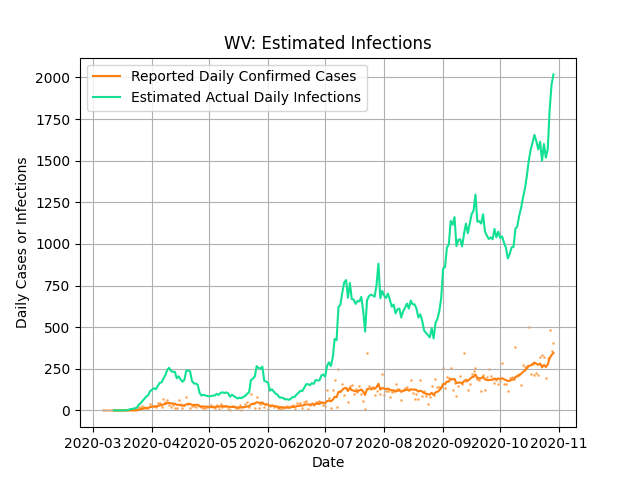 WV: Estimated Infections
Reported Daily Confirmed Cases
Estimated Actual Daily Infections
Daily Cases or Infections
2000
1750
1500
1250
1000
750
500
250
0
2020-03 2020-04 2020-05 2020-06 2020-07 2020-08 2020-09 2020-10 2020-11
Date